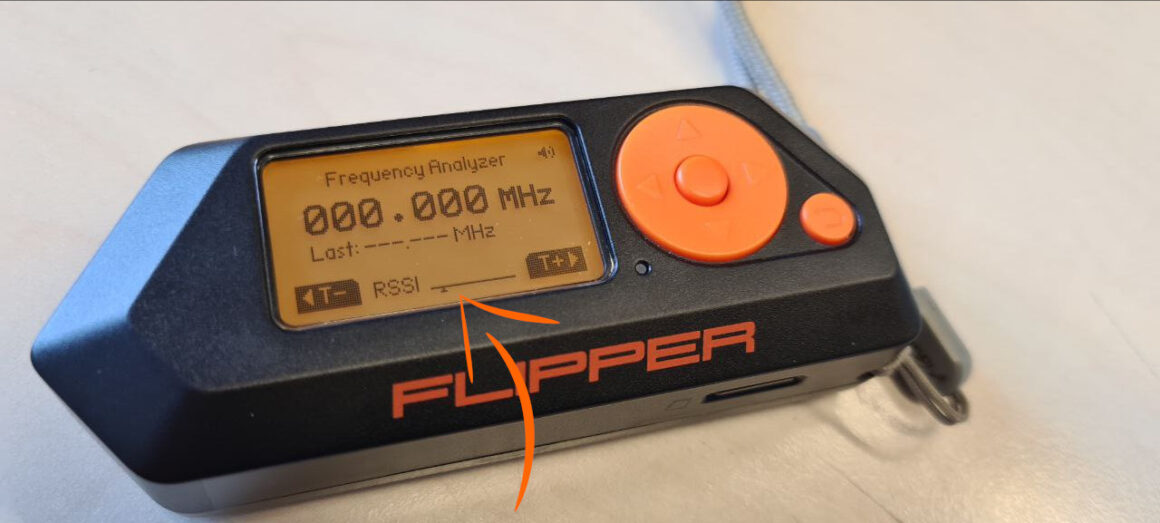 Frequency Analyzer
000.000 MHz
Last: ---.--- MHz
T- RSSI T+
FLIPPER